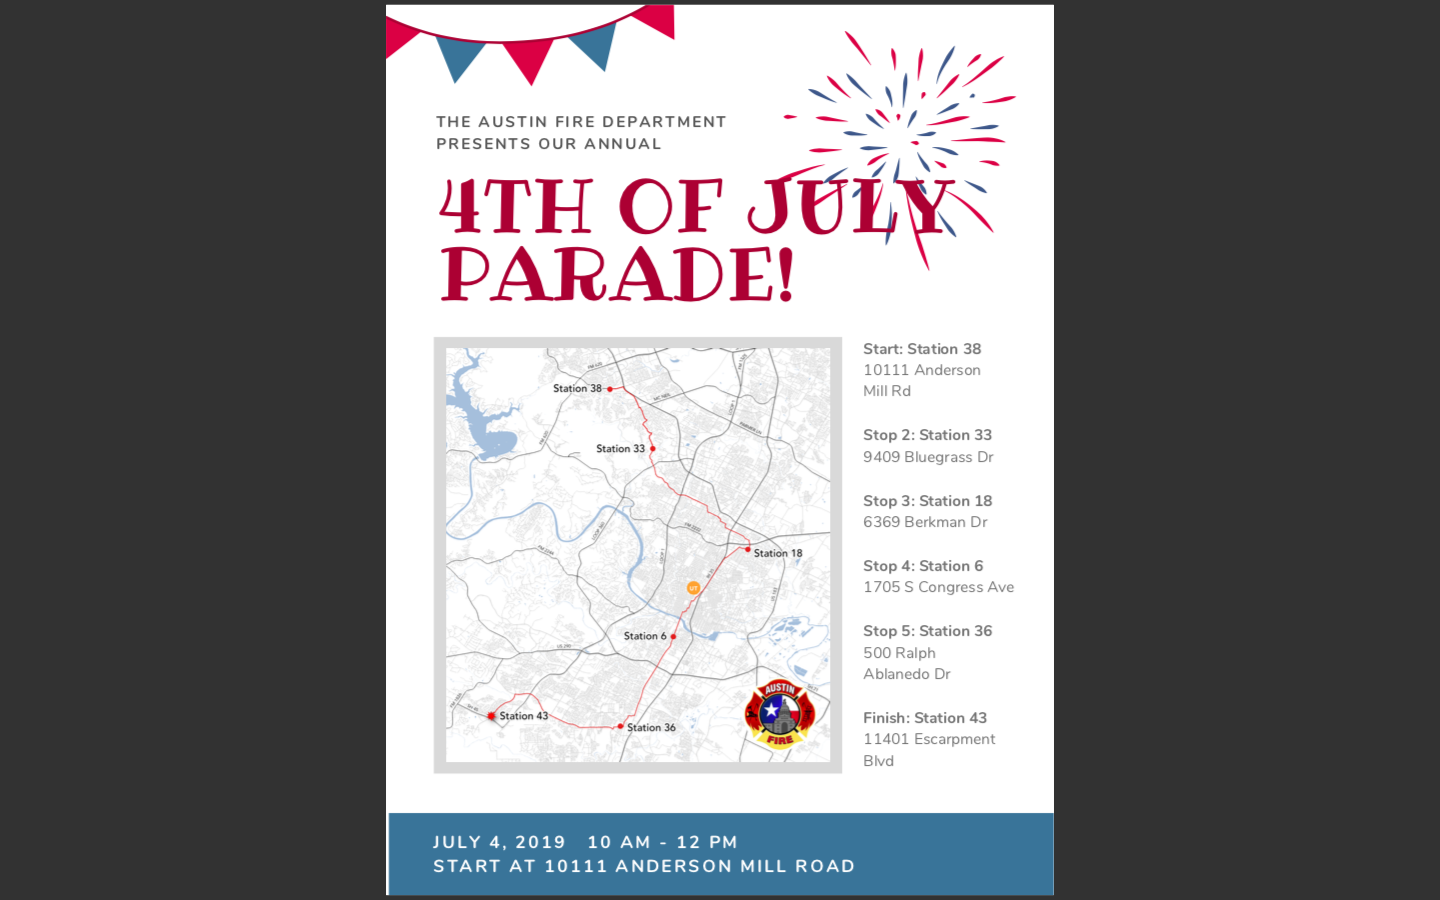 THE AUSTIN FIRE DEPARTMENT
PRESENTS OUR ANNUAL
4TH OF JULY
PARADE!
Station 38
Station 33
Station 18
UT
Station 6
Station 43
Station 36
AUSTIN
FIRE
Start: Station 38
10111 Anderson
Mill Rd
Stop 2: Station 33
9409 Bluegrass Dr
Stop 3: Station 18
6369 Berkman Dr
Stop 4: Station 6
1705 S Congress Ave
Stop 5: Station 36
500 Ralph
Ablanedo Dr
Finish: Station 43
11401 Escarpment
Blvd
JULY 4, 2019 10 AM - 12 PM
START AT 10111 ANDERSON MILL ROAD